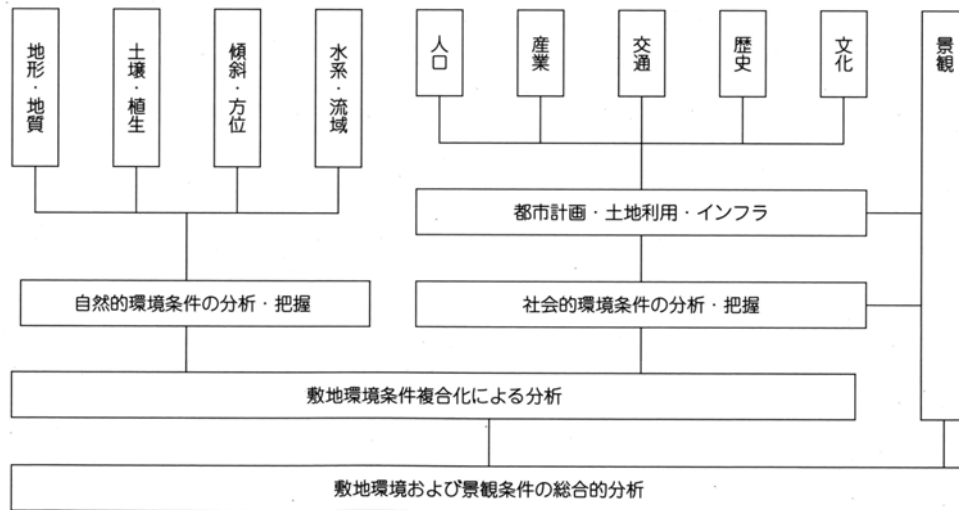 地形・地質
土壌・植生
傾斜・方位
水系・流域
人口
産業
交通
歴史
文化
景観
都市計画・土地利用・インフラ
自然的環境条件の分析・把握
社会的環境条件の分析・把握
敷地環境条件複合化による分析
敷地環境および景観条件の総合的分析